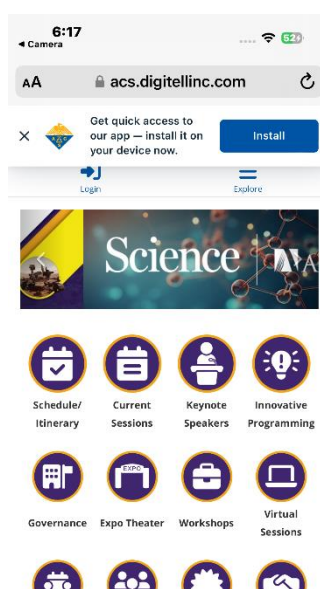 6:17
◀ Camera
52
AA
acs.digitellinc.com
Get quick access to
our app — install it on
your device now.
Install
Login
Explore
Science
Schedule/
Itinerary
Current
Sessions
Keynote
Speakers
Innovative
Programming
EXPO
Governance
Expo Theater
Workshops
Virtual
Sessions